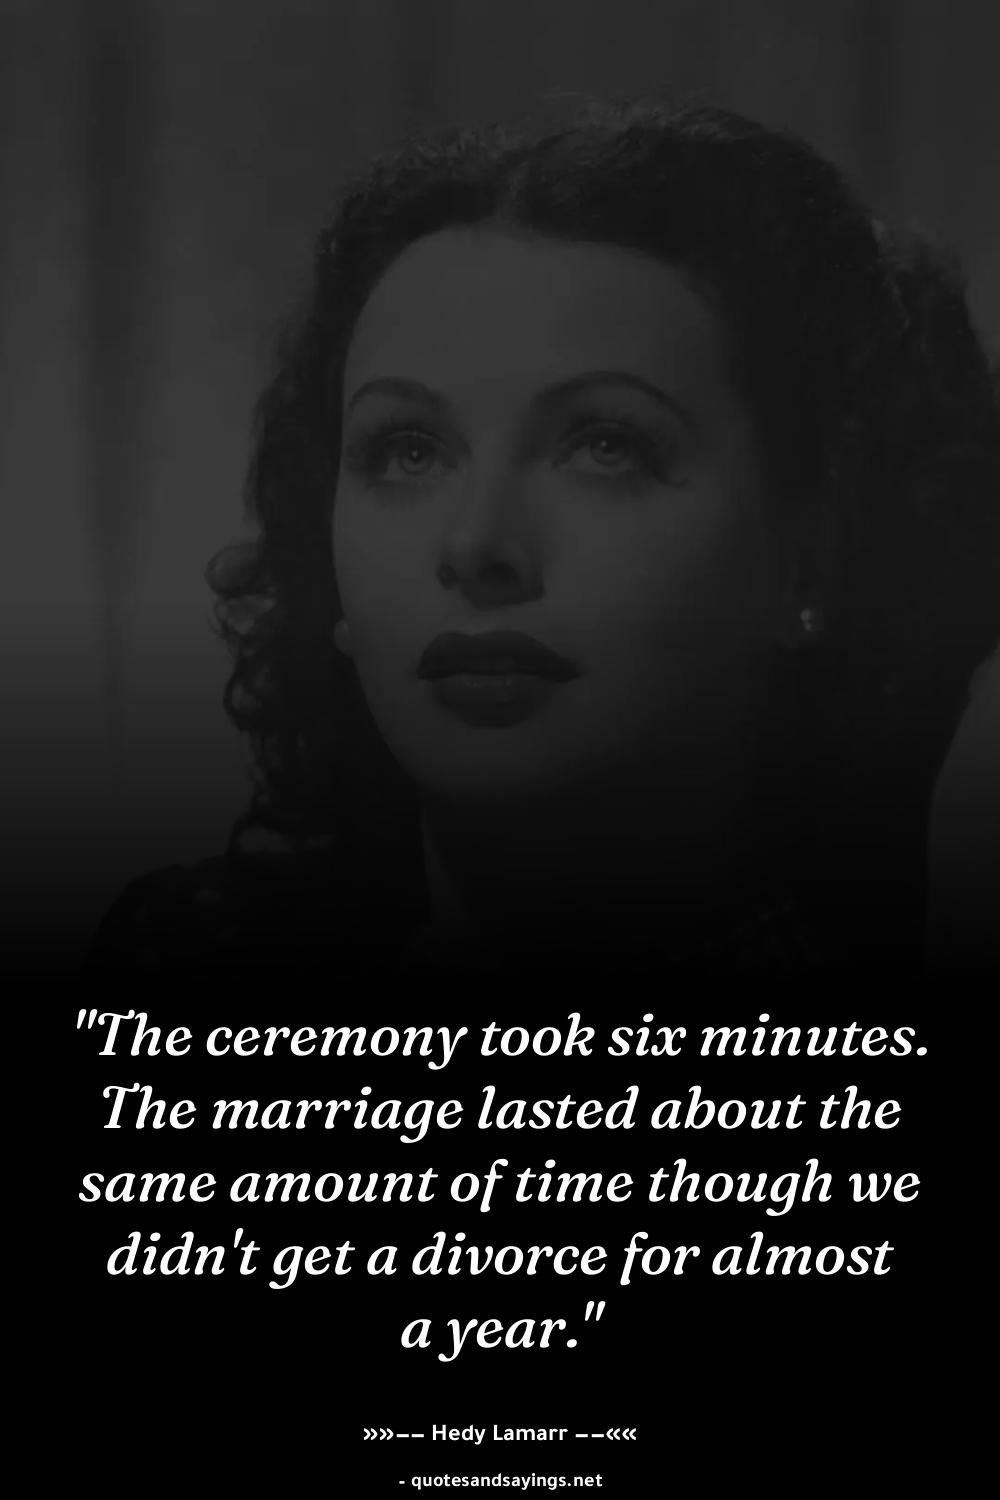 "The ceremony took six minutes.
The marriage lasted about the
same amount of time though we
didn't get a divorce for almost
a year."
»»–– Hedy Lamarr ––««
- quotesandsayings.net